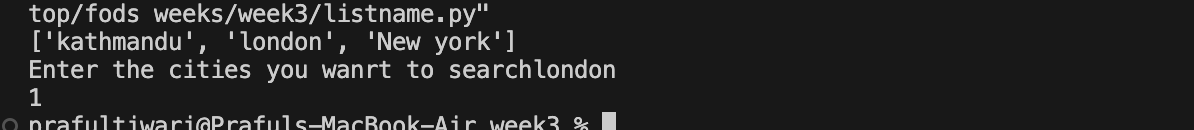 top/fods weeks/week3/listname.py"
['kathmandu', 'london', 'New york']
Enter the cities you wanrt to searchlondon
1
prafultiwari@Prafuls-MacBook-Air week3 %